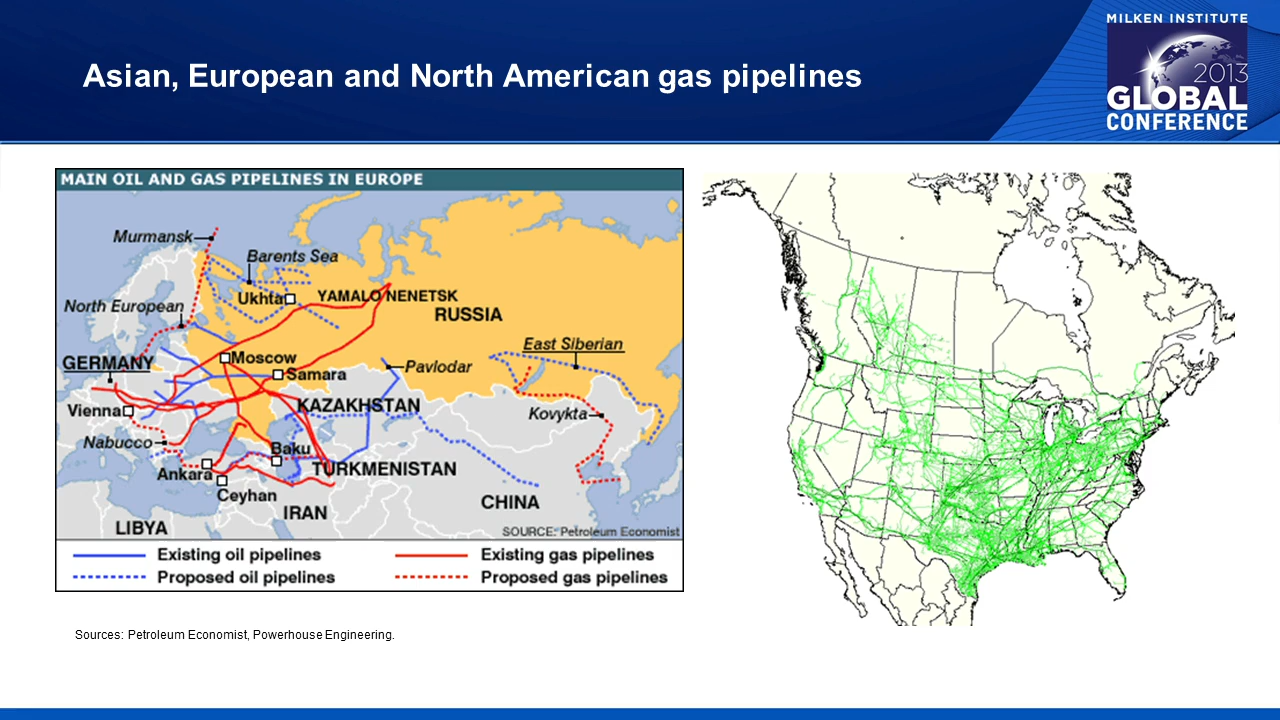 MILKEN INSTITUTE
2013
GLOBAL
CONFERENCE
Asian, European and North American gas pipelines
MAIN OIL AND GAS PIPELINES IN EUROPE
Murmansk
Barents Sea
North European
Ukhta
YAMALO NENETSK
RUSSIA
GERMANY
Moscow
East Siberian
Samara
Pavlodar
Vienna
KAZAKHSTAN
Kovykta
Nabucco
Baku
Ankara
TURKMENISTAN
Ceyhan
IRAN
CHINA
LIBYA
SOURCE: Petroleum Economist
Existing oil pipelines
Existing gas pipelines
Proposed oil pipelines
Proposed gas pipelines
Sources: Petroleum Economist, Powerhouse Engineering.